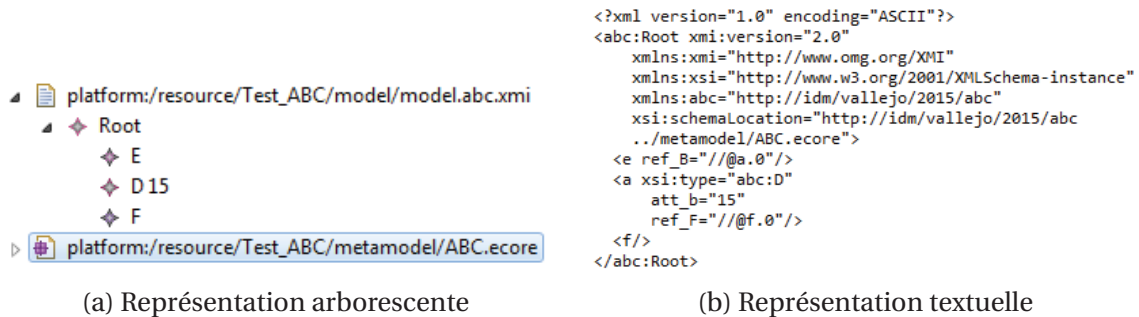 platform:/resource/Test_ABC/model/model.abc.xmi
Root
E
D 15
F
platform:/resource/Test_ABC/metamodel/ABC.ecore
(a) Représentation arborescente
<?xml version="1.0" encoding="ASCII"?>
<abc:Root xmi:version="2.0"
xmlns:xmi="http://www.omg.org/XMI"
xmlns:xsi="http://www.w3.org/2001/XMLSchema-instance"
xmlns:abc="http://idm/vallejo/2015/abc"
xsi:schemaLocation="http://idm/vallejo/2015/abc
../metamodel/ABC.ecore">
<e ref_B="//@a.0"/>
<a xsi:type="abc:D"
att_b="15"
ref_F="//@f.0"/>
<f/>
</abc:Root>
(b) Représentation textuelle